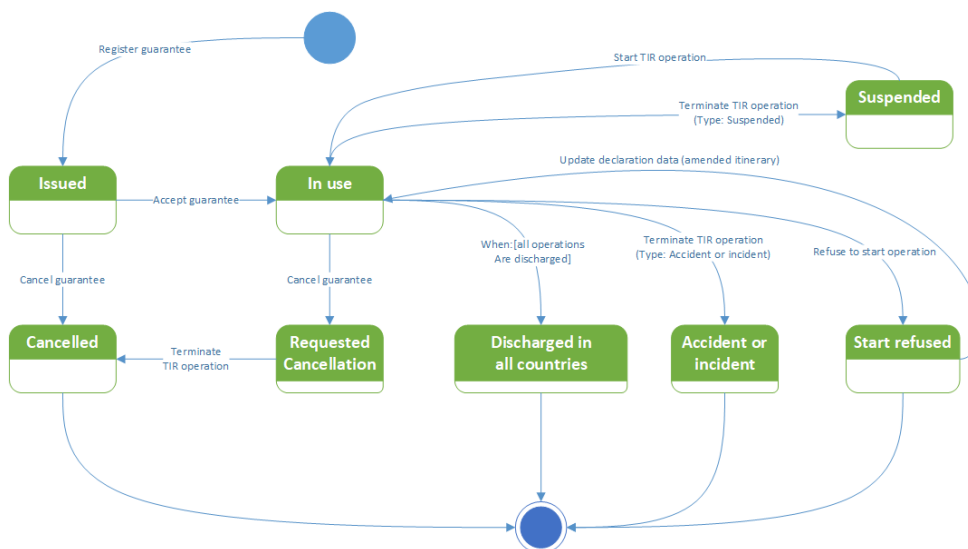 Register guarantee
Start TIR operation
Suspended
Terminate TIR operation
(Type: Suspended)
Update declaration data (amended itinerary)
Issued
In use
Accept guarantee
When:[all operations
Are discharged]
Terminate TIR operation
(Type: Accident or incident)
Refuse to start operation
Cancel guarantee
Cancel guarantee
Cancelled
Requested
Cancellation
Discharged in
all countries
Accident or
incident
Start refused
Terminate
TIR operation